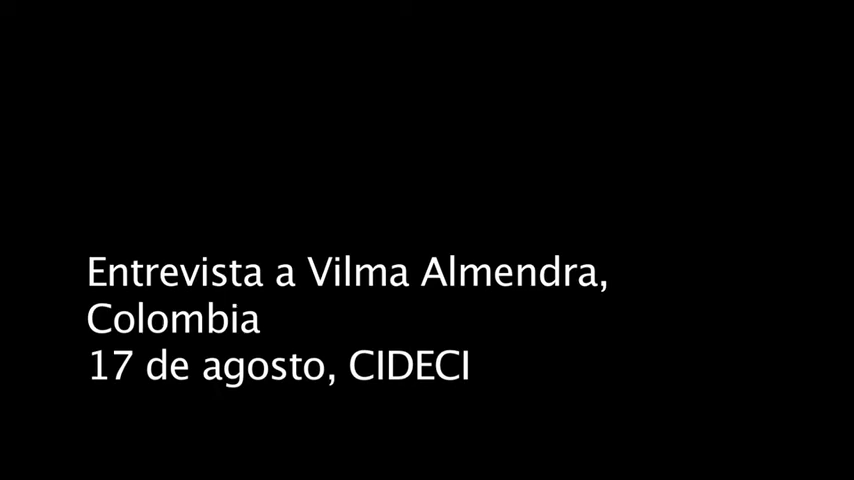 Entrevista a Vilma Almendra,
Colombia
17 de agosto, CIDECI